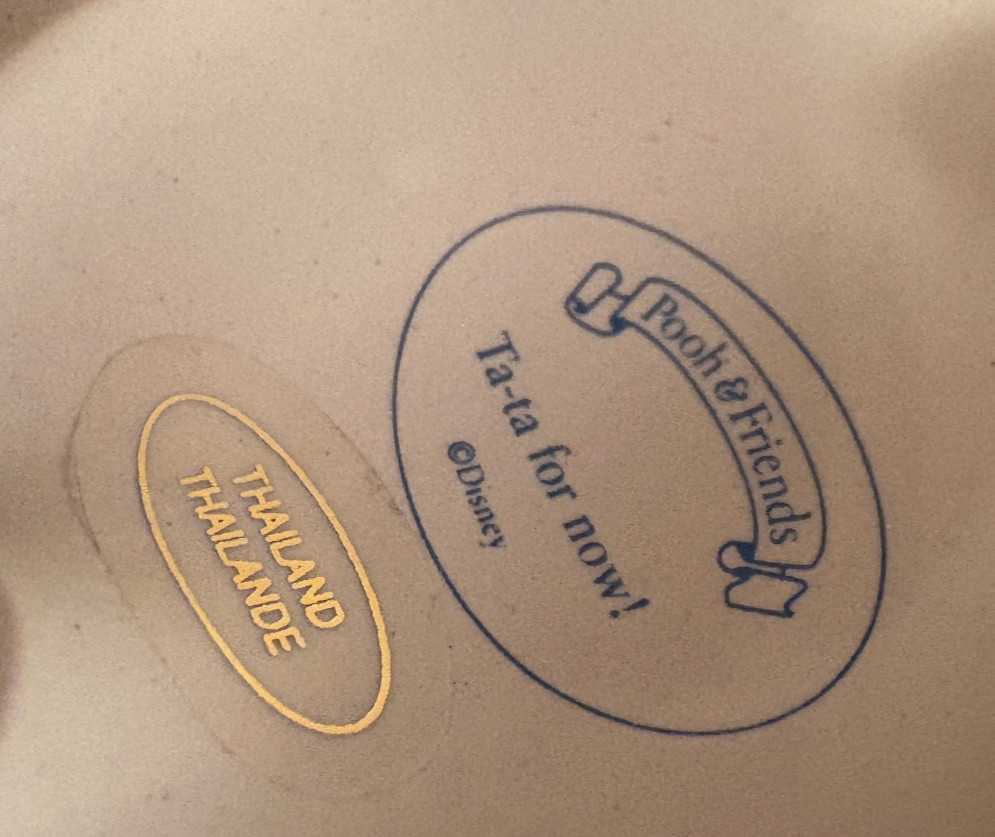 Pooh & Friends
Ta-ta for now!
©Disney
THAILAND
THAILANDE